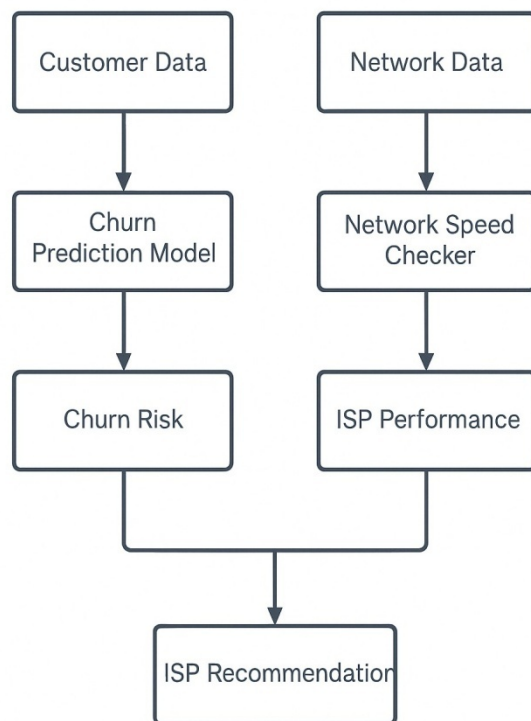 Customer Data
Network Data
Churn
Prediction Model
Network Speed
Checker
Churn Risk
ISP Performance
ISP Recommendation